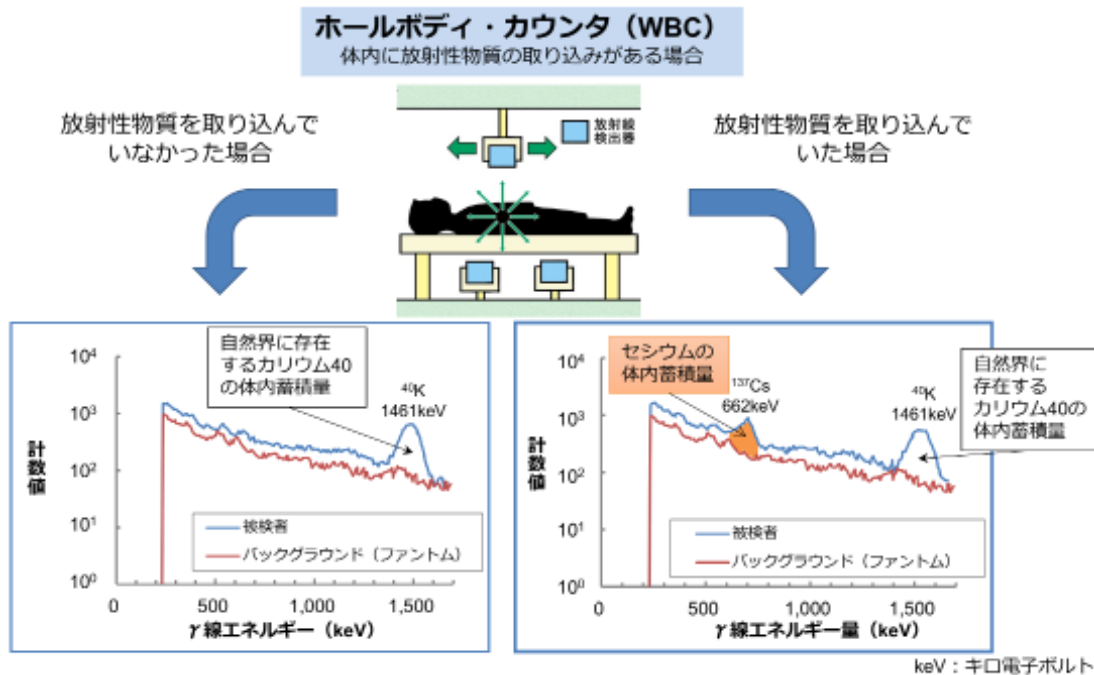 ホールボディ・カウンタ（WBC）
体内に放射性物質の取り込みがある場合
放射性物質を取り込んで
いなかった場合
放射線
検出器
放射性物質を取り込んで
いた場合
自然界に存在
するカリウム40
の体内蓄積量
⁴⁰K
1461keV
計数値
10⁴
10³
10²
10¹
10⁰
被検者
バックグラウンド（ファントム）
0 500 1,000 1,500
γ線エネルギー（keV）
セシウムの
体内蓄積量
¹³⁷Cs
662keV
⁴⁰K
1461keV
自然界に
存在する
カリウム40の
体内蓄積量
計数値
10⁴
10³
10²
10¹
10⁰
被検者
バックグラウンド（ファントム）
0 500 1,000 1,500
γ線エネルギー量（keV）
keV：キロ電子ボルト